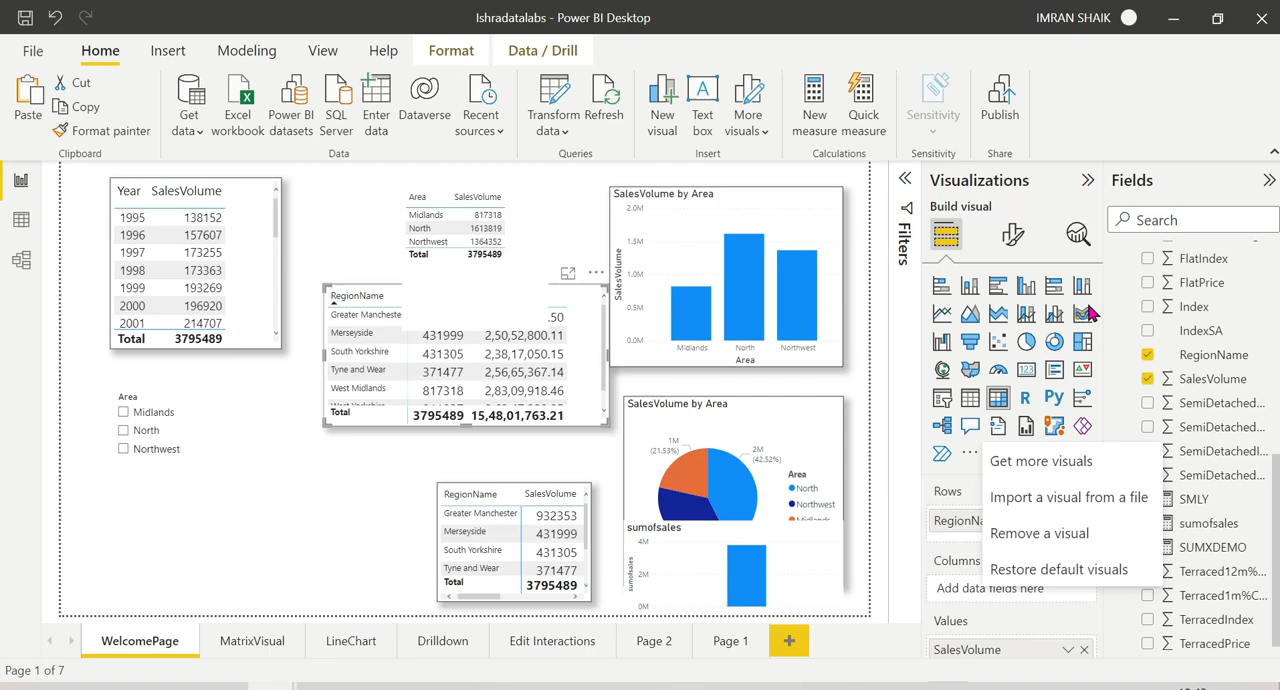 Ishradatalabs - Power BI Desktop
IMRAN SHAIK
File Home Insert Modeling View Help Format Data / Drill
Paste
Cut
Copy
Format painter
Get data
Excel workbook
Power BI datasets
SQL Server
Enter data
Dataverse
Recent sources
Transform data
Refresh
New visual
Text box
More visuals
New measure
Quick measure
Sensitivity
Publish
Clipboard
Data
Queries
Insert
Calculations
Sensitivity
Share
Year SalesVolume
1995 138152
1996 157607
1997 173255
1998 173363
1999 193269
2000 196920
2001 214707
Total 3795489
Area SalesVolume
Midlands 817318
North 1613819
Northwest 1364352
Total 3795489
RegionName
Greater Mancheste .50
Merseyside 431999 2,50,52,800.11
South Yorkshire 431305 2,38,17,050.15
Tyne and Wear 371477 2,56,65,367.14
West Midlands 817318 2,83,09,918.46
Total 3795489 15,48,01,763.21
SalesVolume by Area
2.0M
1.5M
1.0M
0.5M
0.0M
SalesVolume
Midlands North Northwest
Area
Area
Midlands
North
Northwest
RegionName SalesVolume
Greater Manchester 932353
Merseyside 431999
South Yorkshire 431305
Tyne and Wear 371477
Total 3795489
SalesVolume by Area
1M
(21.53%)
2M
(42.52%)
Area
North
Northwest
Midlands
sumofsales
4M
2M
0M
sumofsales
Filters
Visualizations
Build visual
R Py
123
Get more visuals
Import a visual from a file
Remove a visual
Restore default visuals
Rows
RegionNa
Columns
Add data fields here
Values
SalesVolume
Fields
Search
FlatIndex
FlatPrice
Index
IndexSA
RegionName
SalesVolume
SemiDetached...
SemiDetached...
SemiDetachedI...
SemiDetached...
SMLY
sumofsales
SUMXDEMO
Terraced12m%...
Terraced1m%C...
TerracedIndex
TerracedPrice
WelcomePage MatrixVisual LineChart Drilldown Edit Interactions Page 2 Page 1
Page 1 of 7